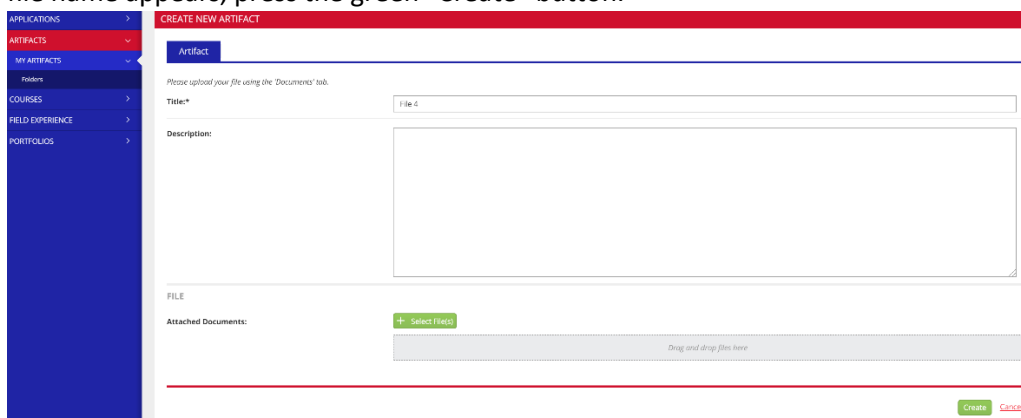 file name appears, press the green "Create" button.
APPLICATIONS
ARTIFACTS
MY ARTIFACTS
Folders
COURSES
FIELD EXPERIENCE
PORTFOLIOS
CREATE NEW ARTIFACT
Artifact
Please upload your file using the 'Documents' tab.
Title:*
File 4
Description:
FILE
Attached Documents:
+ Select File(s)
Drag and drop files here
Create Cance